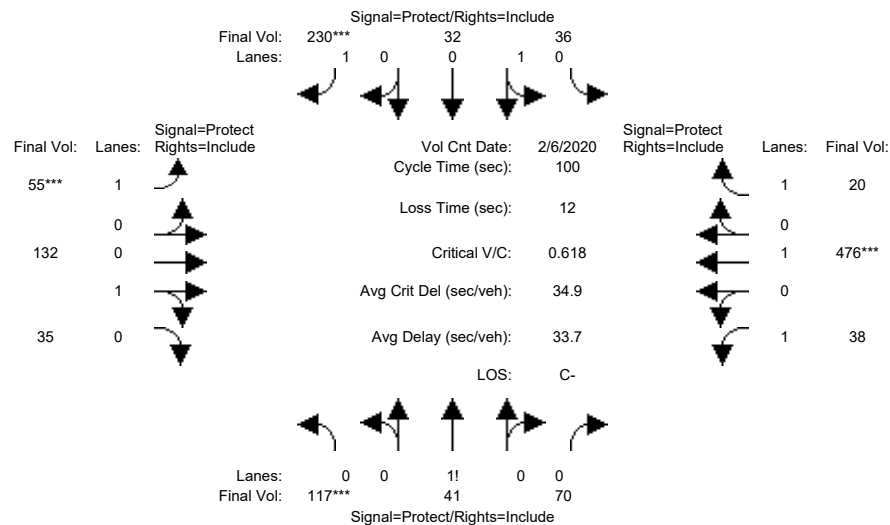 Signal=Protect/Rights=Include
Final Vol: 230*** 32 36
Lanes: 1 0 0 1 0
Signal=Protect
Final Vol: Lanes: Rights=Include
Vol Cnt Date: 2/6/2020
Signal=Protect
Rights=Include Lanes: Final Vol:
Cycle Time (sec): 100
55*** 1
1 20
Loss Time (sec): 12
0
0
132 0
Critical V/C: 0.618
1 476***
1
Avg Crit Del (sec/veh): 34.9
0
35 0
Avg Delay (sec/veh): 33.7
1 38
LOS: C-
Lanes: 0 0 1! 0 0
Final Vol: 117*** 41 70
Signal=Protect/Rights=Include